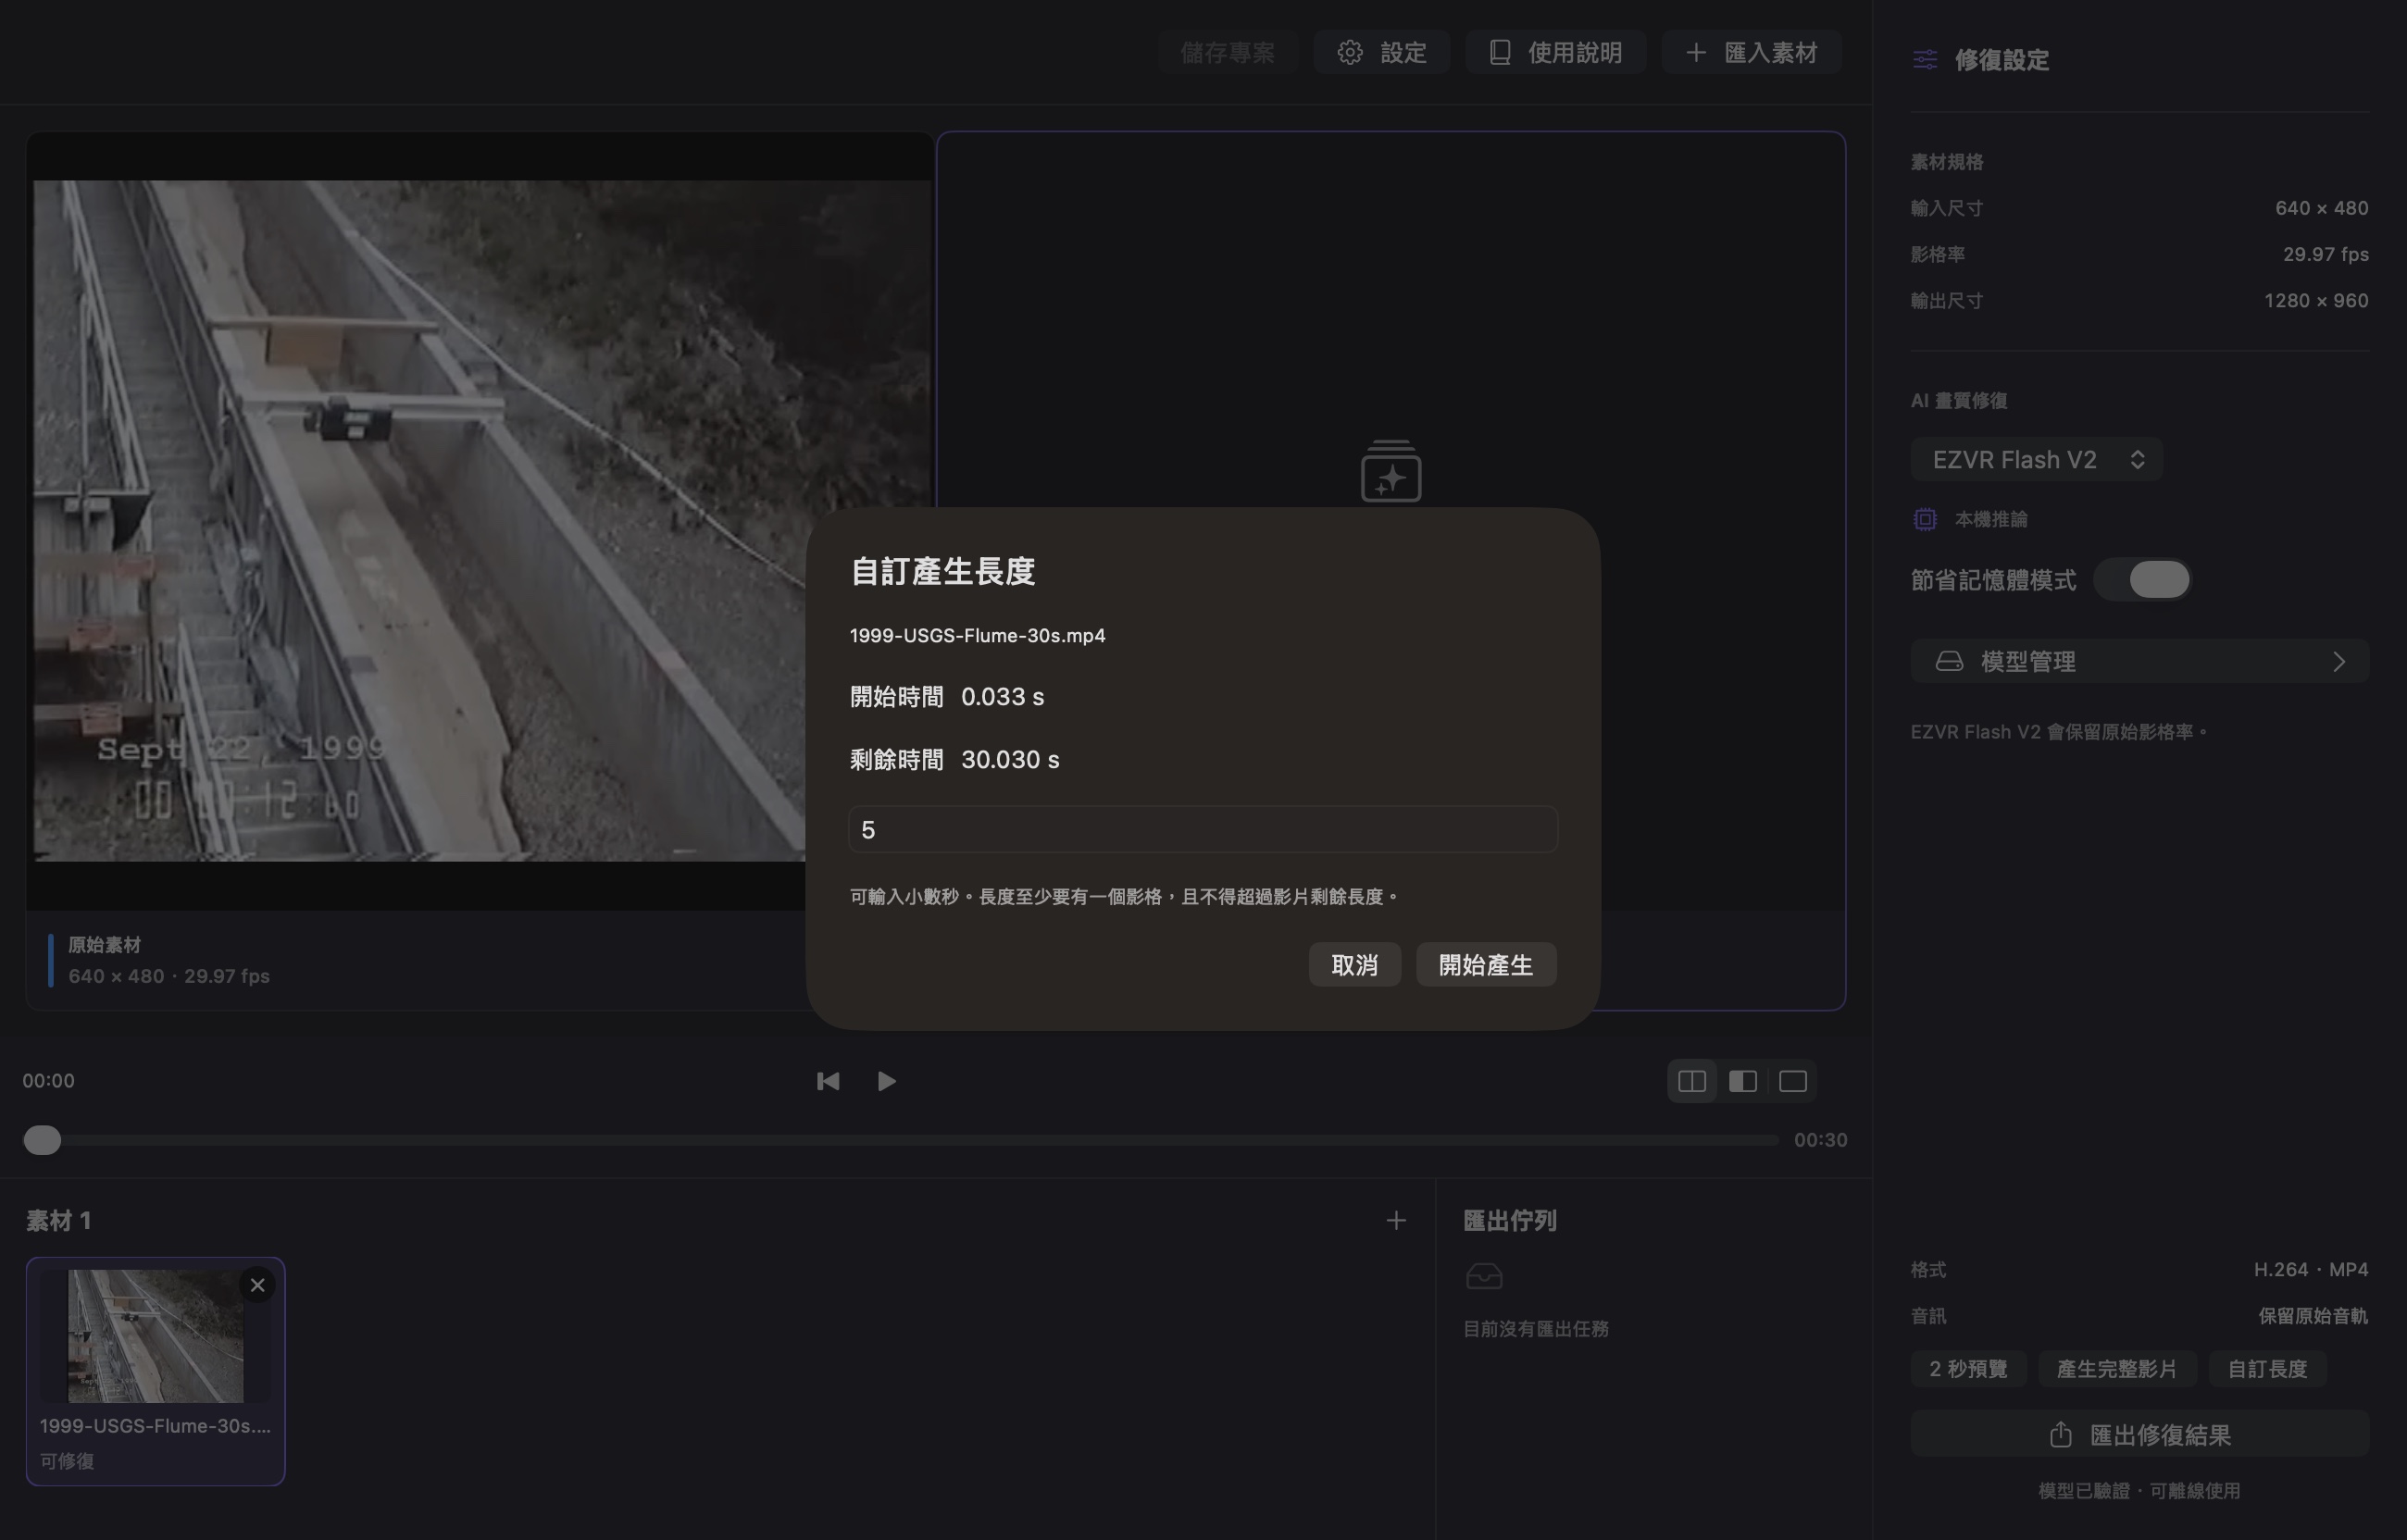 儲存專案
設定
使用說明
匯入素材
修復設定
素材規格
輸入尺寸 640 × 480
影格率 29.97 fps
輸出尺寸 1280 × 960
AI 畫質修復
EZVR Flash V2
本機推論
節省記憶體模式
模型管理
EZVR Flash V2 會保留原始影格率。
Sept 22, 1999
自訂產生長度
1999-USGS-Flume-30s.mp4
開始時間 0.033 s
剩餘時間 30.030 s
5
可輸入小數秒。長度至少要有一個影格，且不得超過影片剩餘長度。
取消
開始產生
原始素材
640 × 480 · 29.97 fps
00:00
00:30
素材 1
1999-USGS-Flume-30s....
可修復
匯出佇列
目前沒有匯出任務
格式 H.264 · MP4
音訊 保留原始音軌
2 秒預覽
產生完整影片
自訂長度
匯出修復結果
模型已驗證 · 可離線使用